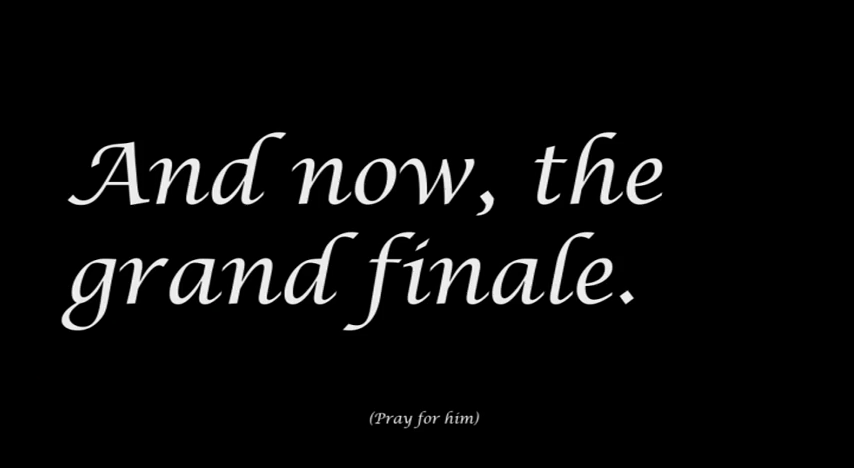 And now, the
grand finale.
(Pray for him)